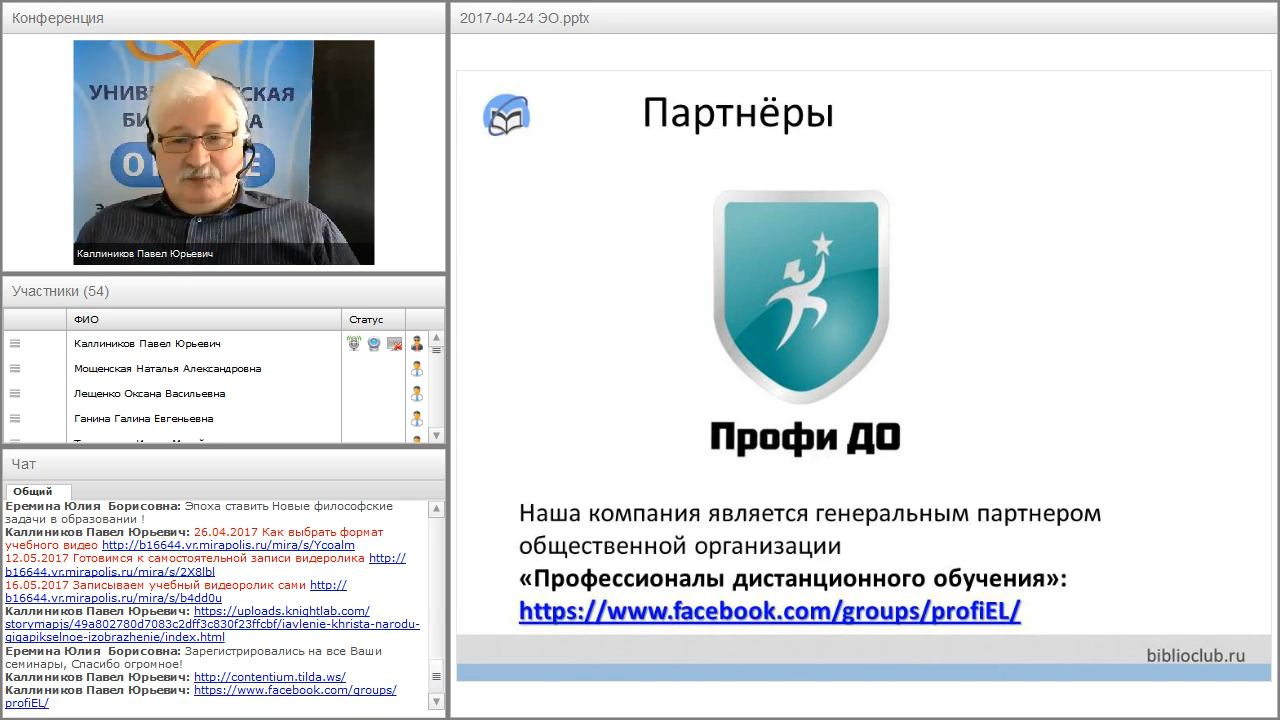 Конференция
УНИВЕ СКАЯ
БИ КА
О Е
Каллиников Павел Юрьевич
Участники (54)
ФИО
Статус
Каллиников Павел Юрьевич
Мощенская Наталья Александровна
Лещенко Оксана Васильевна
Ганина Галина Евгеньевна
Чат
Общий
Еремина Юлия Борисовна: Эпоха ставить Новые философские
задачи в образовании !
Каллиников Павел Юрьевич: 26.04.2017 Как выбрать формат
учебного видео http://b16644.vr.mirapolis.ru/mira/s/Ycoalm
12.05.2017 Готовимся к самостоятельной записи видеоролика http://
b16644.vr.mirapolis.ru/mira/s/2X8lbl
16.05.2017 Записываем учебный видеоролик сами http://
b16644.vr.mirapolis.ru/mira/s/b4dd0u
Каллиников Павел Юрьевич: https://uploads.knightlab.com/
storymapjs/498802780d2083c2dff5c830f23ffcbf/iavlenie-khrista-narodu-
gigapikselnoe-izobrazhenie/index.html
Еремина Юлия Борисовна: Зарегистрировались на все Ваши
семинары, Спасибо огромное!
Каллиников Павел Юрьевич: http://contentium.tilda.ws/
Каллиников Павел Юрьевич: https://www.facebook.com/groups/
profiEL/
2017-04-24 ЭО.pptx
Партнёры
Профи ДО
Наша компания является генеральным партнером
общественной организации
«Профессионалы дистанционного обучения»:
https://www.facebook.com/groups/profiEL/
biblioclub.ru